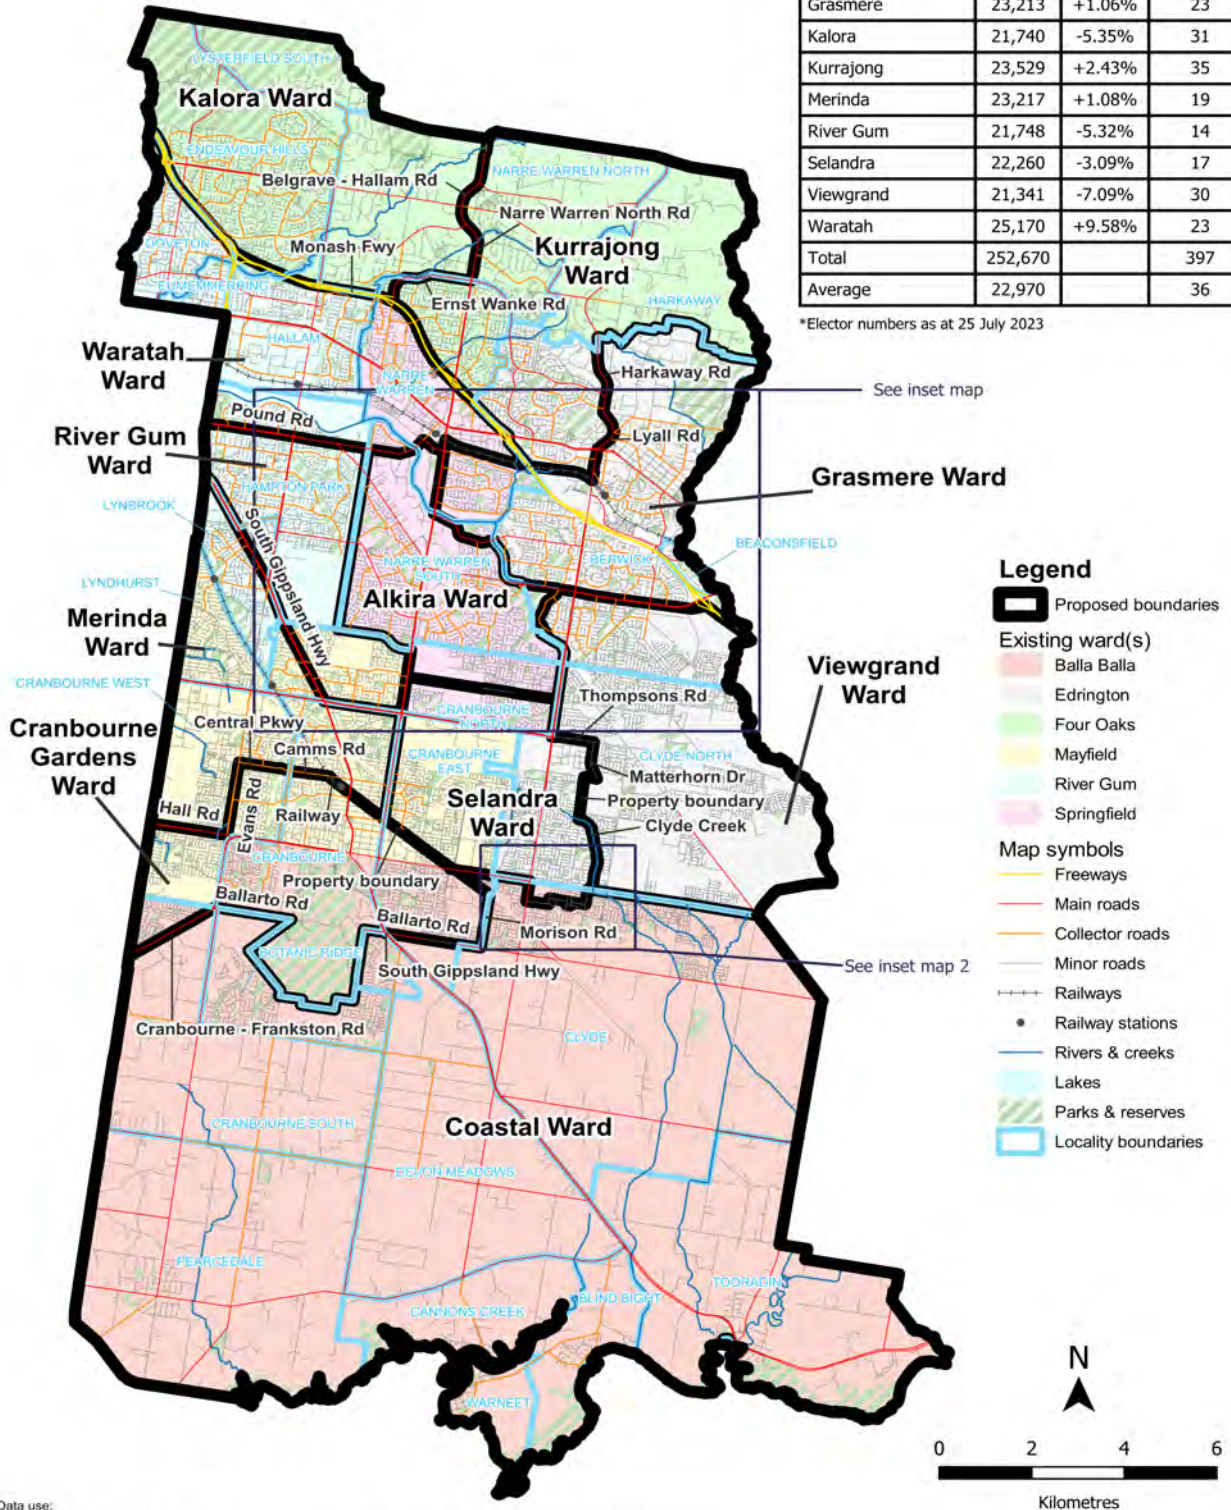 Grasmere 23,213 +1.06% 23
Kalora 21,740 -5.35% 31
Kurrajong 23,529 +2.43% 35
Merinda 23,217 +1.08% 19
River Gum 21,748 -5.32% 14
Selandra 22,260 -3.09% 17
Viewgrand 21,341 -7.09% 30
Waratah 25,170 +9.58% 23
Total 252,670 397
Average 22,970 36
*Elector numbers as at 25 July 2023
LYSTERFIELD SOUTH
Kalora Ward
ENDEAVOUR HILLS
NARRE WARREN NORTH
Belgrave - Hallam Rd
Narre Warren North Rd
DOVETON
Monash Fwy
Kurrajong
Ward
EUMEMMERRING
Ernst Wanke Rd
HARKAWAY
HALLAM
Waratah
Ward
Harkaway Rd
NARRE
WARREN
See inset map
Pound Rd
Lyall Rd
River Gum
Ward
Grasmere Ward
HAMPTON PARK
LYNBROOK
South Gippsland Hwy
BEACONSFIELD
NARRE WARREN
SOUTH
BERWICK
LYNDHURST
Alkira Ward
Merinda
Ward
Viewgrand
Ward
CRANBOURNE WEST
Thompsons Rd
Central Pkwy
CRANBOURNE
NORTH
Cranbourne
Gardens
Ward
Camms Rd
CRANBOURNE
EAST
CLYDE NORTH
Matterhorn Dr
Selandra
Ward
Property boundary
Hall Rd
Evans Rd
Railway
Clyde Creek
CRANBOURNE
Property boundary
Ballarto Rd
Ballarto Rd
Morison Rd
BOTANIC RIDGE
South Gippsland Hwy
See inset map 2
Cranbourne - Frankston Rd
CLYDE
CRANBOURNE SOUTH
Coastal Ward
DEVON MEADOWS
PEARCEDALE
TOORADIN
BLIND BIGHT
CANNONS CREEK
WARNEET
Legend
Proposed boundaries
Existing ward(s)
Balla Balla
Edrington
Four Oaks
Mayfield
River Gum
Springfield
Map symbols
Freeways
Main roads
Collector roads
Minor roads
Railways
Railway stations
Rivers & creeks
Lakes
Parks & reserves
Locality boundaries
N
0 2 4 6
Kilometres
Data use: